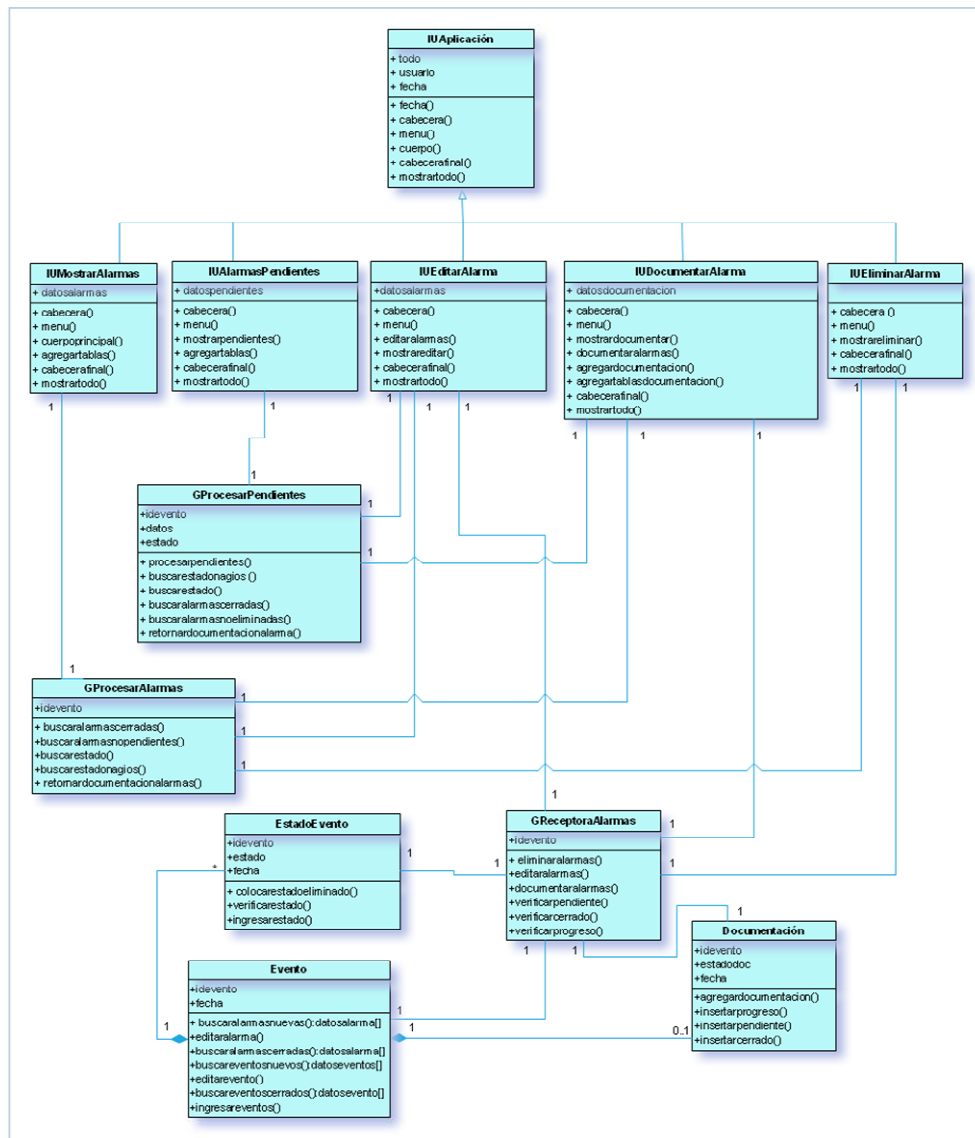 IUAplicación
+ todo
+ usuario
+ fecha
+ fecha()
+ cabecera()
+ menu()
+ cuerpo()
+ cabecerafinal()
+ mostrartodo()
IUMostrarAlarmas
+ datosalarmas
+ cabecera()
+ menu()
+ cuerpoprincipal()
+ agregartablas()
+ cabecerafinal()
+ mostrartodo()
1
IUAlarmasPendientes
+ datospendientes
+ cabecera()
+ menu()
+ mostrarpendientes()
+ agregartablas()
+ cabecerafinal()
+ mostrartodo()
1
IUEditarAlarma
+datosalarmas
+ cabecera()
+ menu()
+ editaralarmas()
+ mostrareditar()
+ cabecerafinal()
+ mostrartodo()
1
1
1
IUDocumentarAlarma
+ datosdocumentacion
+ cabecera()
+ menu()
+ mostrardocumentar()
+ documentaralarmas()
+ agregardocumentacion()
+ agregartablasdocumentacion()
+ cabecerafinal()
+ mostrartodo()
1
1
1
IUEliminarAlarma
+ cabecera ()
+ menu()
+ mostrareliminar()
+ cabecerafinal()
+ mostrartodo()
1
1
1
GProcesarPendientes
+idevento
+datos
+estado
+ procesarpendientes()
+ buscarestadonagios ()
+ buscarestado()
+ buscaralarmascerradas()
+ buscaralarmasnoeliminadas()
+ retornardocumentacionalarma()
1
1
1
GProcesarAlarmas
+idevento
+ buscaralarmascerradas()
+buscaralarmasnopendientes()
+buscarestado()
+buscarestadonagios()
+ retornardocumentacionalarmas()
1
1
1
1
GReceptoraAlarmas
+idevento
+ eliminaralarmas()
+editaralarmas()
+documentaralarmas()
+verificarpendiente()
+verificarcerrado()
+verificarprogreso()
1
1
1
1
1
EstadoEvento
+idevento
+estado
+fecha
+ colocarestadoeliminado()
+verificarestado()
+ingresarestado()
1
*
1
Documentación
+idevento
+estadodoc
+fecha
+agregardocumentacion()
+insertarprogreso()
+insertarpendiente()
+insertarcerrado()
0..1
Evento
+idevento
+fecha
+ buscaralarmasnuevas():datosalarma[]
+editaralarma()
+buscaralarmascerradas():datosalarma[]
+buscareventosnuevos():datoseventos[]
+editarevento()
+buscareventoscerrados():datosevento[]
+ingresareventos()
1
1
1